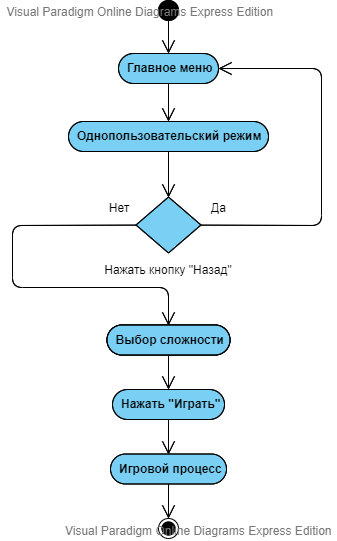 Visual Paradigm Online Diagrams Express Edition
Главное меню
Однопользовательский режим
Нет
Да
Нажать кнопку "Назад"
Выбор сложности
Нажать "Играть"
Игровой процесс
Visual Paradigm Online Diagrams Express Edition